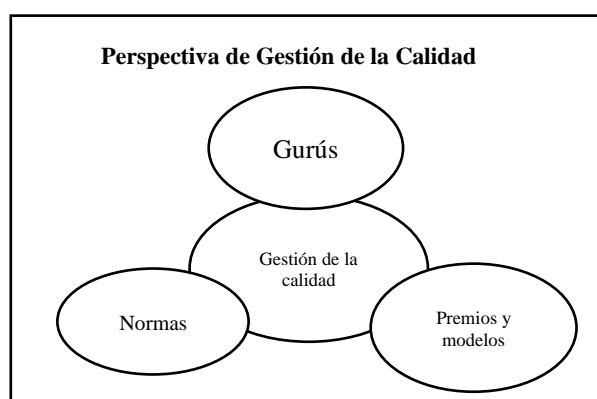 Perspectiva de Gestión de la Calidad
Gurús
Gestión de la
calidad
Normas
Premios y
modelos